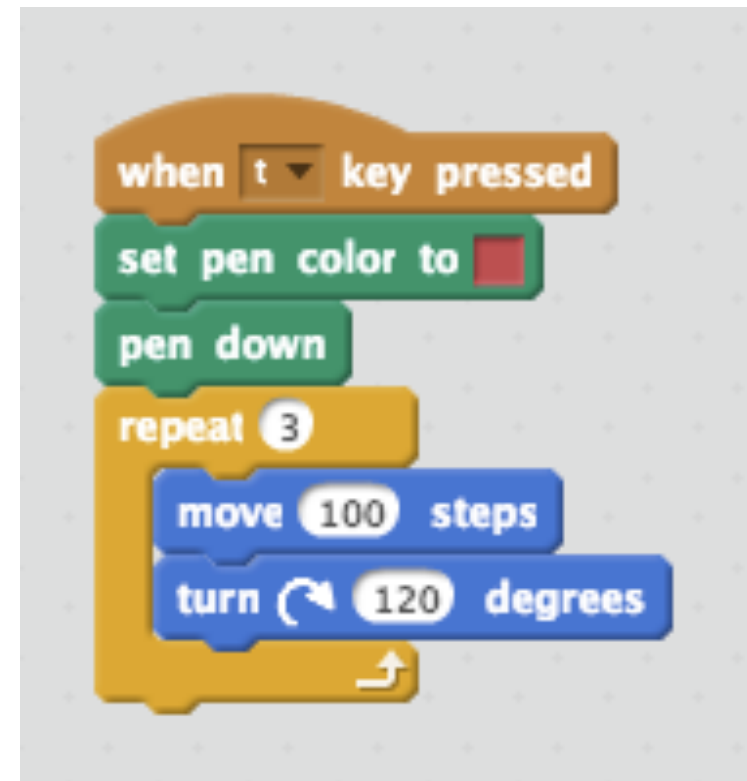 when t key pressed
set pen color to
pen down
repeat 3
move 100 steps
turn 120 degrees